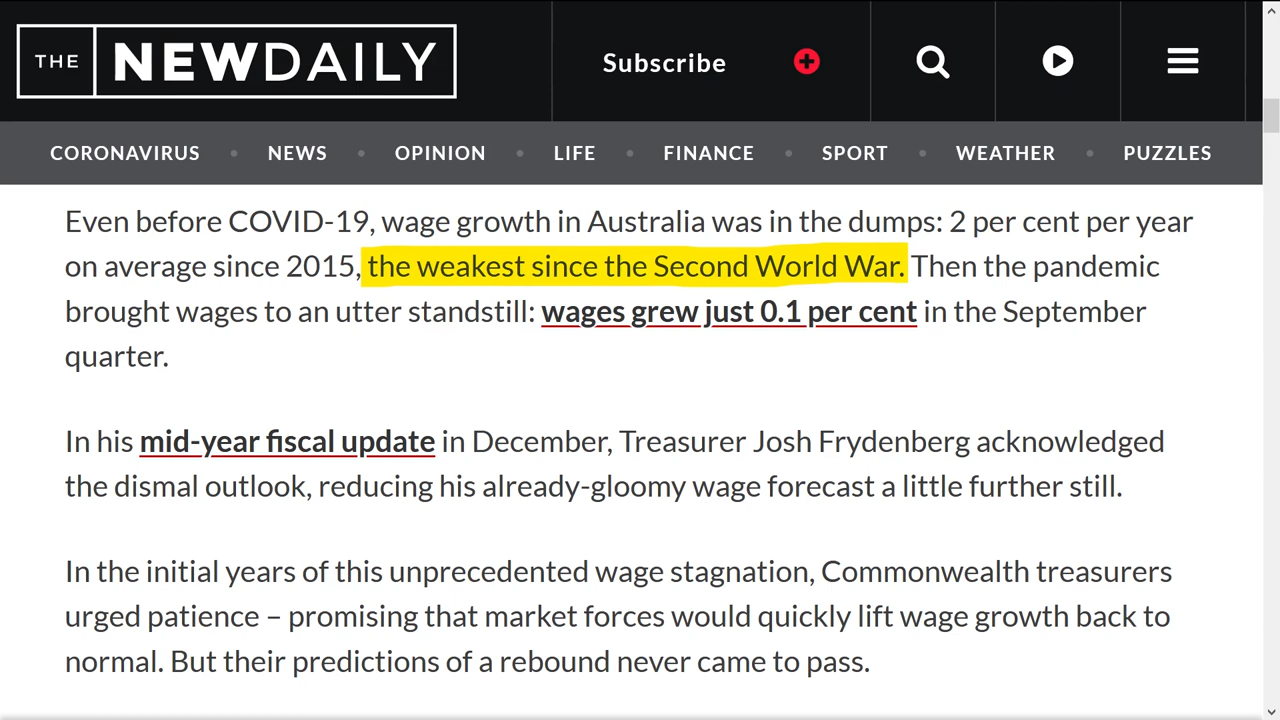 THE NEWDAILY Subscribe
CORONAVIRUS • NEWS • OPINION • LIFE • FINANCE • SPORT • WEATHER • PUZZLES
Even before COVID-19, wage growth in Australia was in the dumps: 2 per cent per year
on average since 2015, the weakest since the Second World War. Then the pandemic
brought wages to an utter standstill: wages grew just 0.1 per cent in the September
quarter.
In his mid-year fiscal update in December, Treasurer Josh Frydenberg acknowledged
the dismal outlook, reducing his already-gloomy wage forecast a little further still.
In the initial years of this unprecedented wage stagnation, Commonwealth treasurers
urged patience – promising that market forces would quickly lift wage growth back to
normal. But their predictions of a rebound never came to pass.